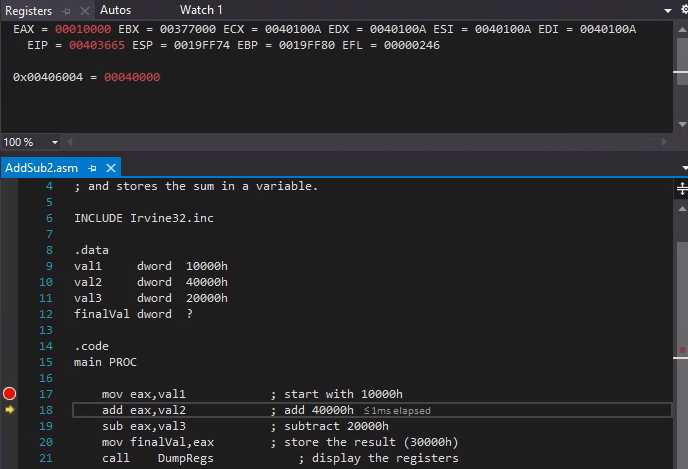 Registers Autos Watch 1
EAX = 00010000 EBX = 00377000 ECX = 0040100A EDX = 0040100A ESI = 0040100A EDI = 0040100A
EIP = 00403665 ESP = 0019FF74 EBP = 0019FF80 EFL = 00000246
0x00406004 = 00040000
100 %
AddSub2.asm
4 ; and stores the sum in a variable.
5
6 INCLUDE Irvine32.inc
7
8 .data
9 val1 dword 10000h
10 val2 dword 40000h
11 val3 dword 20000h
12 finalVal dword ?
13
14 .code
15 main PROC
16
17 mov eax,val1 ; start with 10000h
18 add eax,val2 ; add 40000h ≤1ms elapsed
19 sub eax,val3 ; subtract 20000h
20 mov finalVal,eax ; store the result (30000h)
21 call DumpRegs ; display the registers